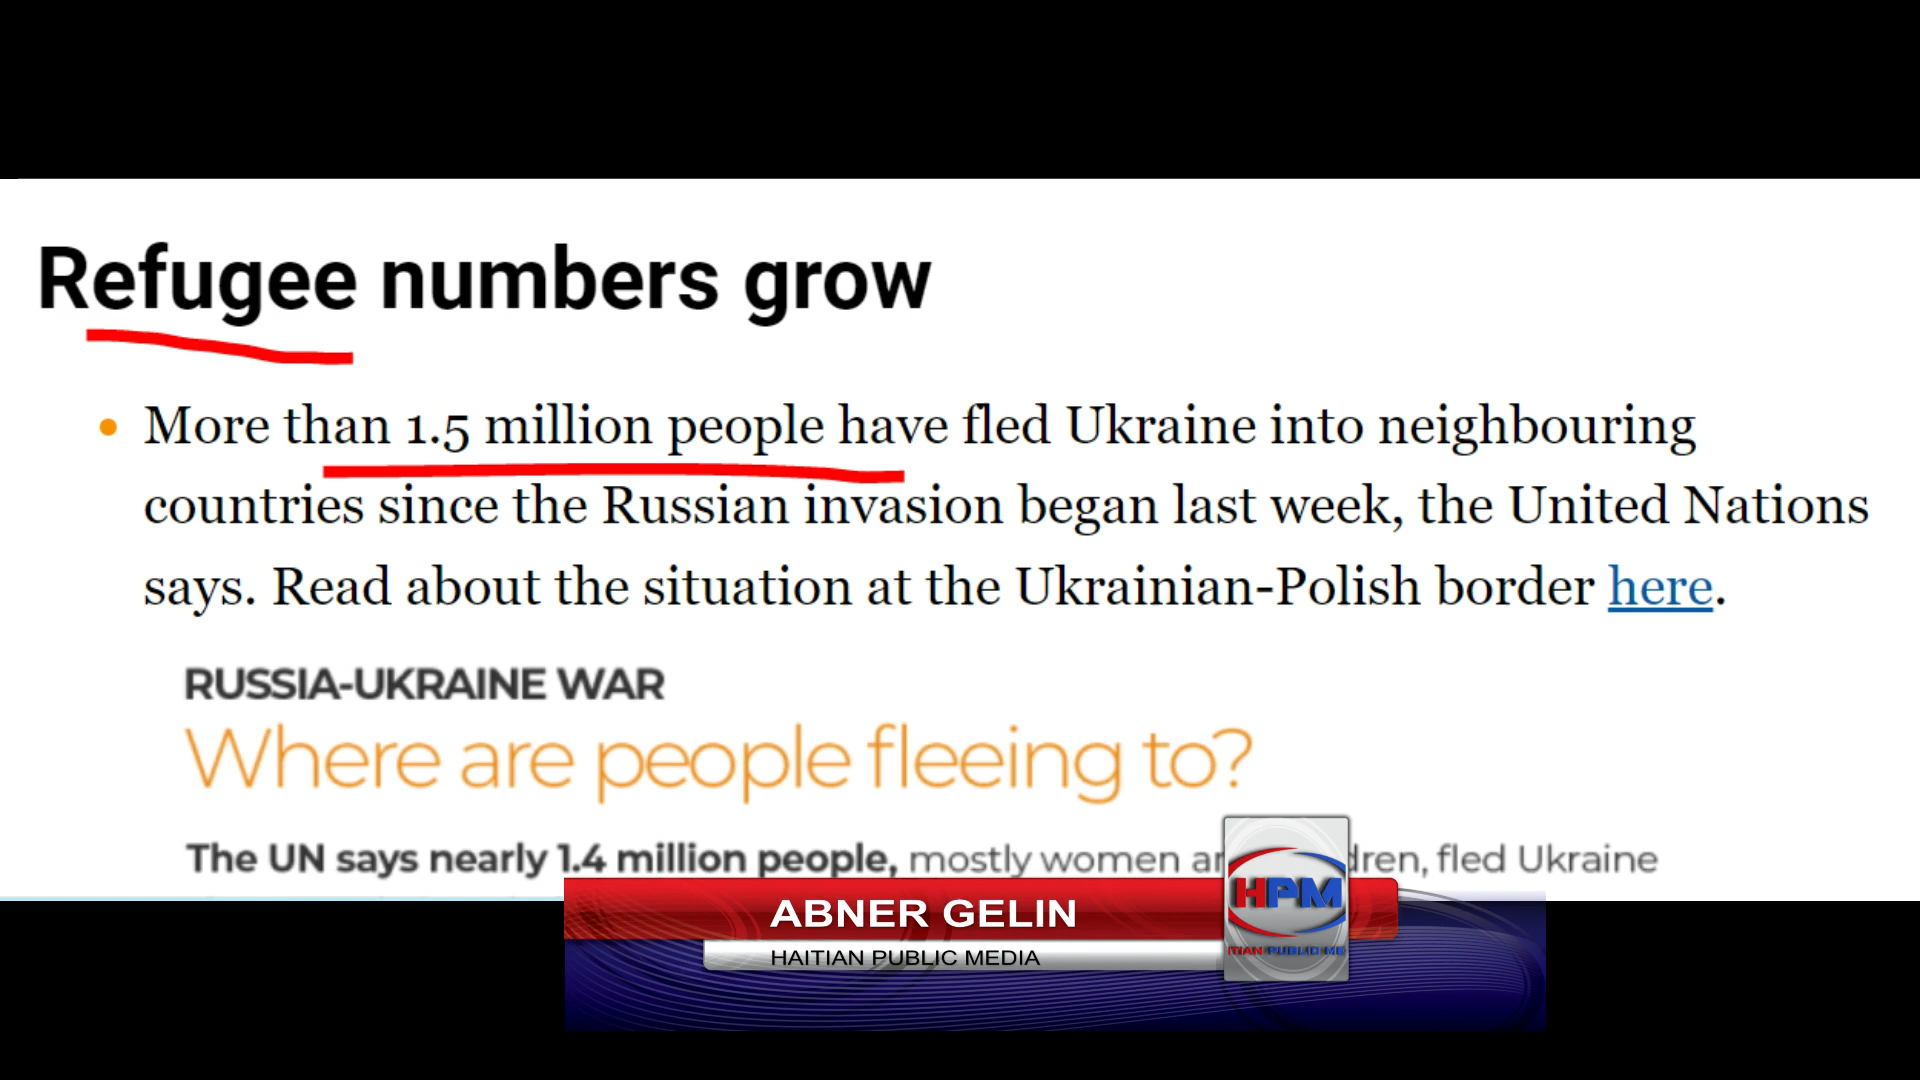 Refugee numbers grow
More than 1.5 million people have fled Ukraine into neighbouring
countries since the Russian invasion began last week, the United Nations
says. Read about the situation at the Ukrainian-Polish border here.
RUSSIA-UKRAINE WAR
Where are people fleeing to?
The UN says nearly 1.4 million people, mostly women fled Ukraine
ABNER GELIN
HPM
HAITIAN PUBLIC MEDIA